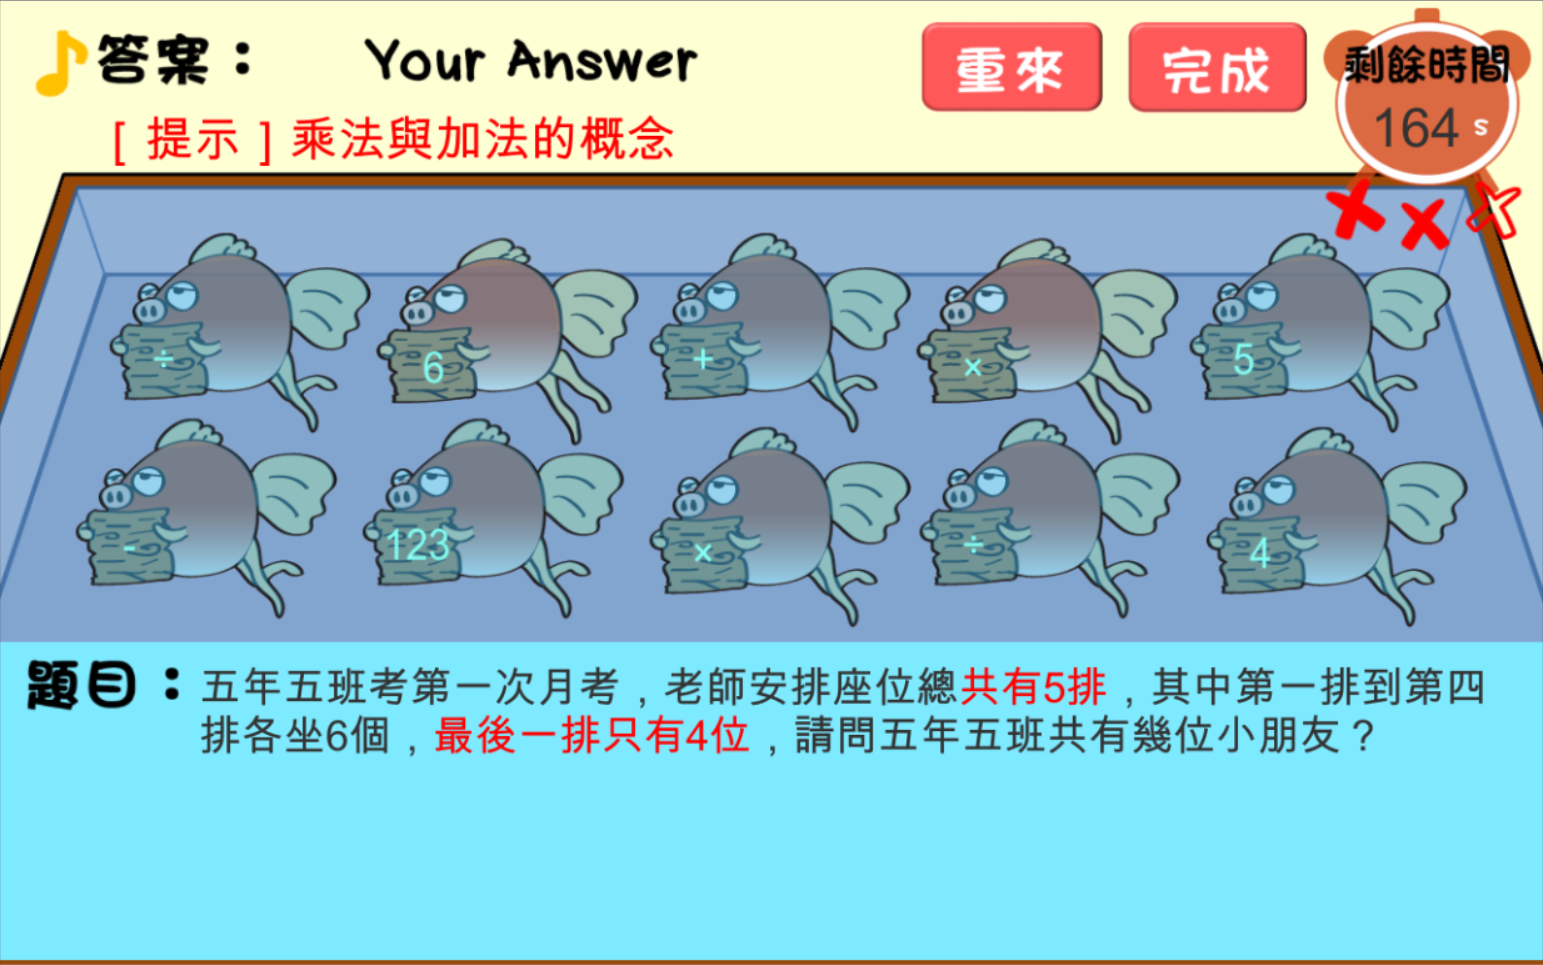 答案： Your Answer
重來
完成
剩餘時間
164 s
[ 提示 ] 乘法與加法的概念
÷
6
+
×
5
-
123
×
÷
4
題目：五年五班考第一次月考，老師安排座位總共有5排，其中第一排到第四
排各坐6個，最後一排只有4位，請問五年五班共有幾位小朋友？